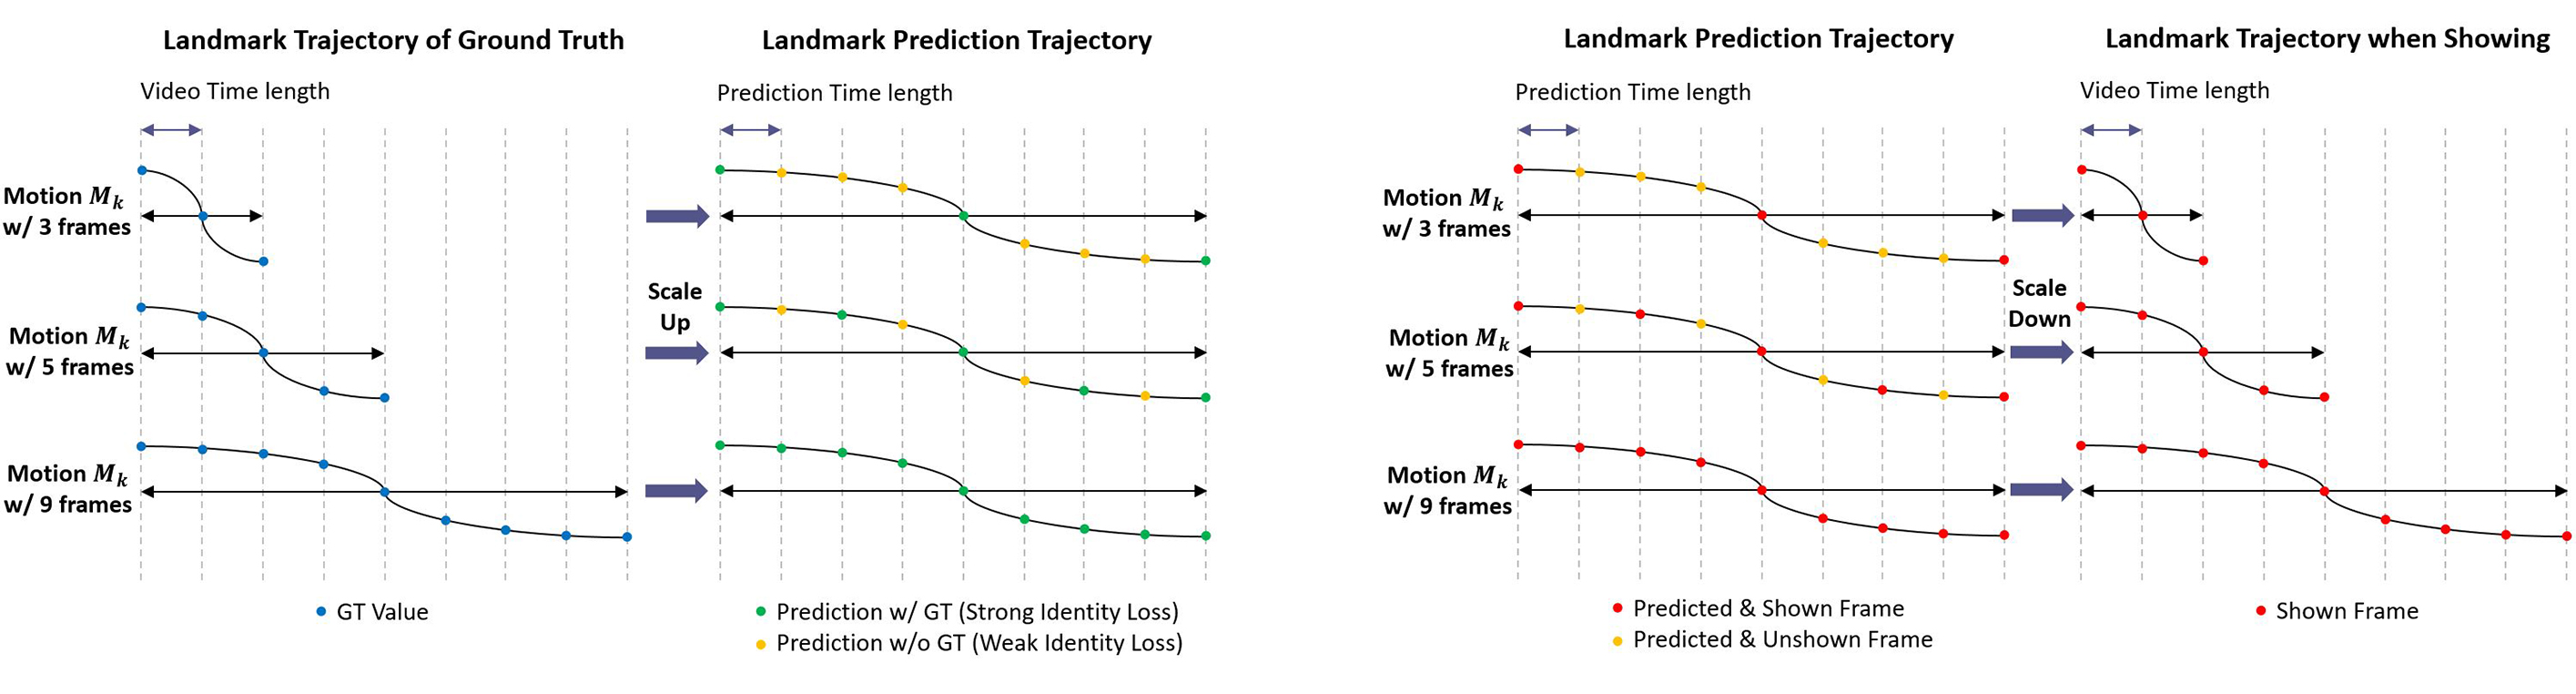 Landmark Trajectory of Ground Truth
Video Time length
Motion M_k
w/ 3 frames
Motion M_k
w/ 5 frames
Motion M_k
w/ 9 frames
GT Value
Scale
Up
Landmark Prediction Trajectory
Prediction Time length
Prediction w/ GT (Strong Identity Loss)
Prediction w/o GT (Weak Identity Loss)
Landmark Prediction Trajectory
Prediction Time length
Motion M_k
w/ 3 frames
Motion M_k
w/ 5 frames
Motion M_k
w/ 9 frames
Predicted & Shown Frame
Predicted & Unshown Frame
Scale
Down
Landmark Trajectory when Showing
Video Time length
Shown Frame